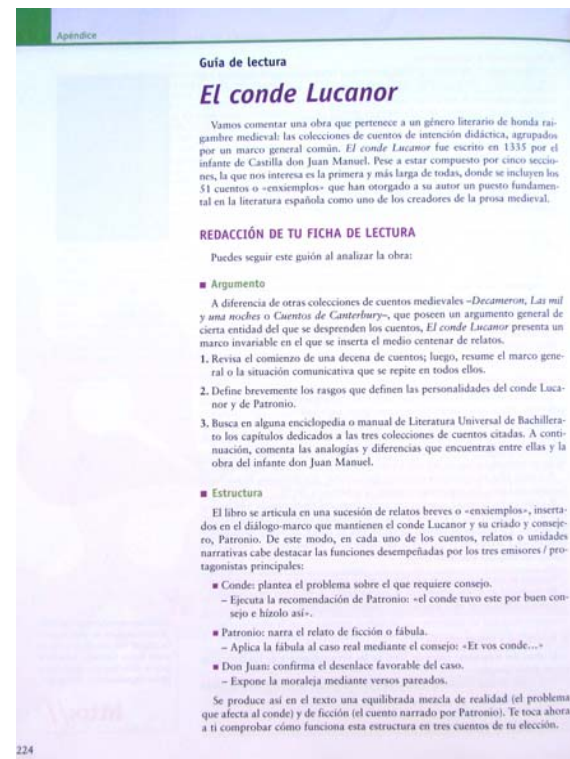 Apéndice
Guía de lectura
El conde Lucanor
Vamos comentar una obra que pertenece a un género literario de honda rai-
gambre medieval: las colecciones de cuentos de intención didáctica, agrupados
por un marco general común. El conde Lucanor fue escrito en 1335 por el
infante de Castilla don Juan Manuel. Pese a estar compuesto por cinco seccio-
nes, la que nos interesa es la primera y más larga de todas, donde se incluyen los
51 cuentos o «enxiemplos» que han otorgado a su autor un puesto fundamen-
tal en la literatura española como uno de los creadores de la prosa medieval.
REDACCIÓN DE TU FICHA DE LECTURA
Puedes seguir este guión al analizar la obra:
■ Argumento
A diferencia de otras colecciones de cuentos medievales –Decameron, Las mil
y una noches o Cuentos de Canterbury–, que poseen un argumento general de
cierta entidad del que se desprenden los cuentos, El conde Lucanor presenta un
marco invariable en el que se inserta el medio centenar de relatos.
1. Revisa el comienzo de una decena de cuentos; luego, resume el marco gene-
ral o la situación comunicativa que se repite en todos ellos.
2. Define brevemente los rasgos que definen las personalidades del conde Luca-
nor y de Patronio.
3. Busca en alguna enciclopedia o manual de Literatura Universal de Bachillera-
to los capítulos dedicados a las tres colecciones de cuentos citadas. A conti-
nuación, comenta las analogías y diferencias que encuentras entre ellas y la
obra del infante don Juan Manuel.
■ Estructura
El libro se articula en una sucesión de relatos breves o «enxiemplos», inserta-
dos en el diálogo-marco que mantienen el conde Lucanor y su criado y conseje-
ro, Patronio. De este modo, en cada uno de los cuentos, relatos o unidades
narrativas cabe destacar las funciones desempeñadas por los tres emisores / pro-
tagonistas principales:
■ Conde: plantea el problema sobre el que requiere consejo.
– Ejecuta la recomendación de Patronio: «el conde tuvo este por buen con-
sejo e hízolo así».
■ Patronio: narra el relato de ficción o fábula.
– Aplica la fábula al caso real mediante el consejo: «Et vos conde...»
■ Don Juan: confirma el desenlace favorable del caso.
– Expone la moraleja mediante versos pareados.
Se produce así en el texto una equilibrada mezcla de realidad (el problema
que afecta al conde) y de ficción (el cuento narrado por Patronio). Te toca ahora
a ti comprobar cómo funciona esta estructura en tres cuentos de tu elección.
224